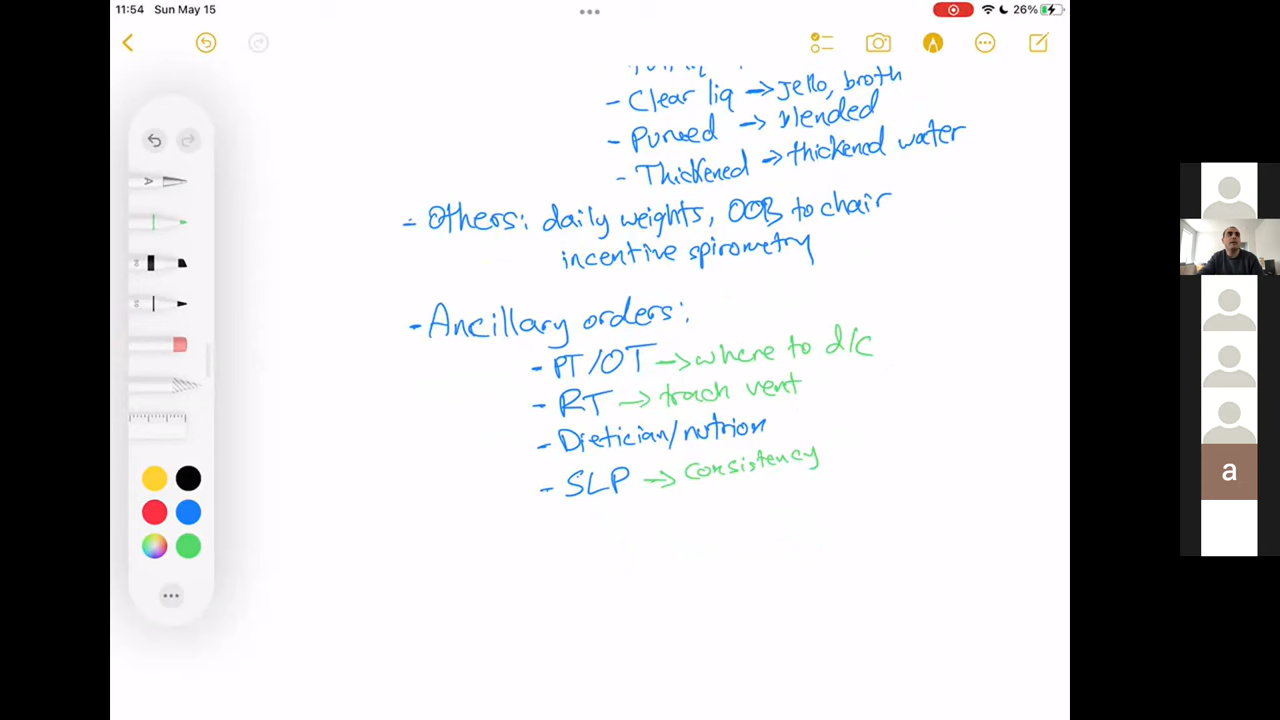 11:54 Sun May 15
26%
- Clear liq → Jello, broth
- Pureed → blended
- Thickened → thickened water
- Others: daily weights, OOB to chair
incentive spirometry
- Ancillary orders:
- PT/OT → where to d/c
- RT → trach vent
- Dietician/nutrion
- SLP → consistency
a